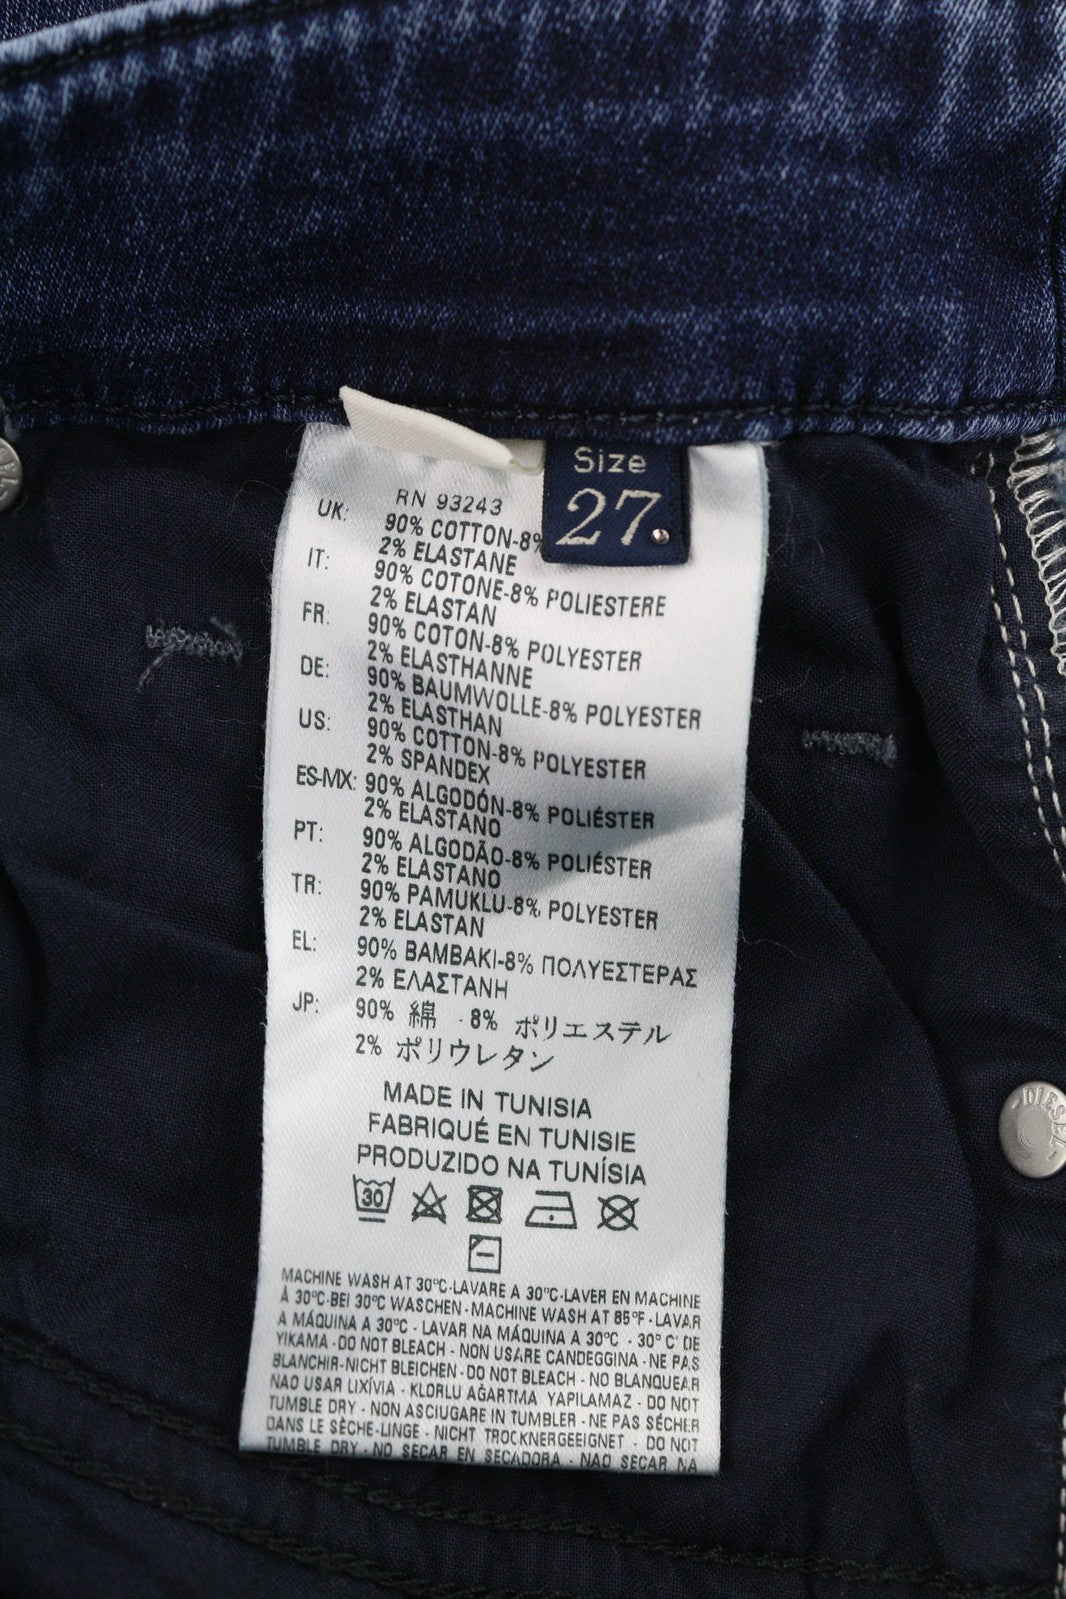 Size
27.
RN 93243
UK: 90% COTTON-8%
2% ELASTANE
IT: 90% COTONE-8% POLIESTERE
2% ELASTAN
FR: 90% COTON-8% POLYESTER
2% ELASTHANNE
DE: 90% BAUMWOLLE-8% POLYESTER
2% ELASTHAN
US: 90% COTTON-8% POLYESTER
2% SPANDEX
ES-MX: 90% ALGODÓN-8% POLIÉSTER
2% ELASTANO
PT: 90% ALGODÃO-8% POLIÉSTER
2% ELASTANO
TR: 90% PAMUKLU-8% POLYESTER
2% ELASTAN
EL: 90% BAMBAKI-8% ΠΟΛΥΕΣΤΕΡΑΣ
2% ΕΛΑΣΤΑΝΗ
JP: 90% 綿 · 8% ポリエステル
2% ポリウレタン
MADE IN TUNISIA
FABRIQUÉ EN TUNISIE
PRODUZIDO NA TUNÍSIA
30
MACHINE WASH AT 30°C-LAVARE A 30°C-LAVER EN MACHINE
À 30°C-BEI 30°C WASCHEN - MACHINE WASH AT 85°F - LAVAR
A MÁQUINA A 30°C - LAVAR NA MÁQUINA A 30°C - 30° C' DE
YIKAMA - DO NOT BLEACH - NON USARE CANDEGGINA - NE PAS
BLANCHIR-NICHT BLEICHEN - DO NOT BLEACH - NO BLANQUEAR
NAO USAR LIXÍVIA - KLORLU AĞARTMA YAPILAMAZ - DO NOT
TUMBLE DRY - NON ASCIUGARE IN TUMBLER - NE PAS SÉCHER
DANS LE SÈCHE-LINGE - NICHT TROCKNERGEEIGNET - DO NOT
TUMBLE DRY - NO SECAR EN SECADORA - NAO SECAR NA
DIESEL